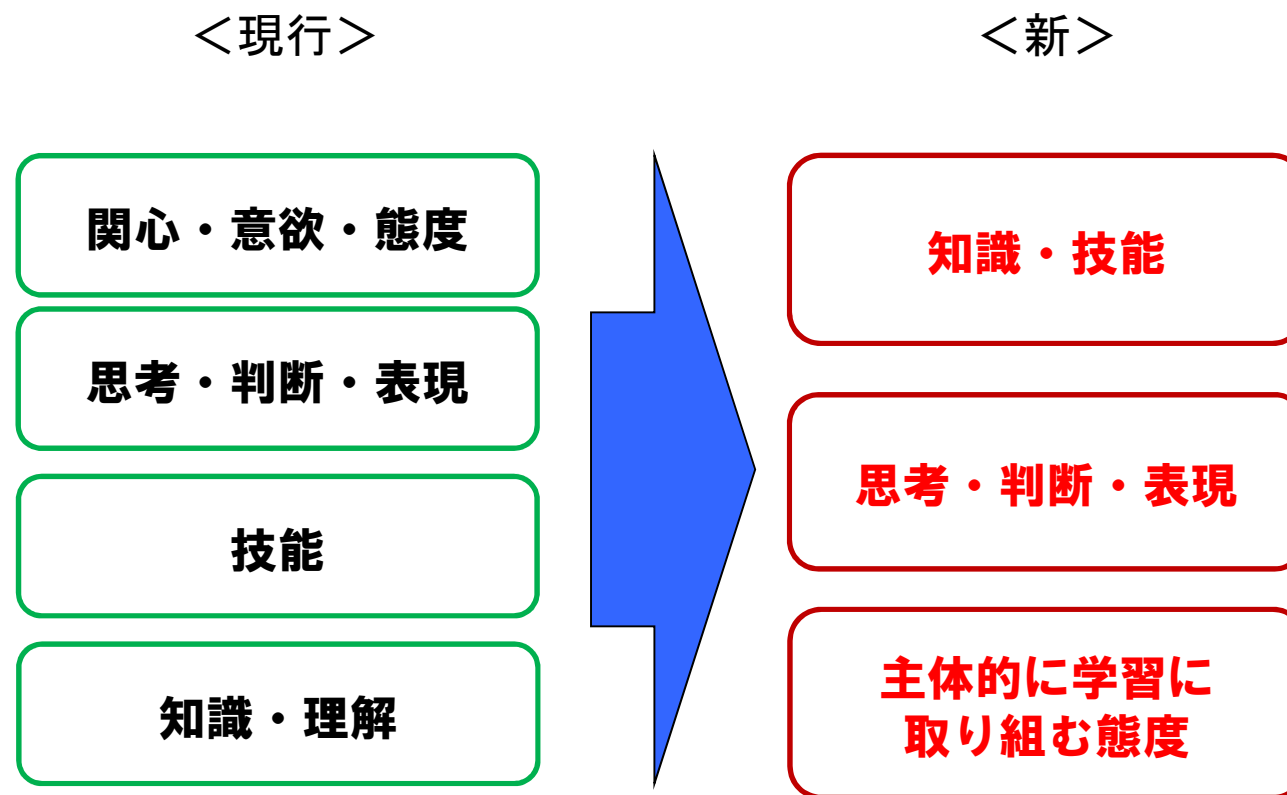 ＜現行＞
関心・意欲・態度
思考・判断・表現
技能
知識・理解
＜新＞
知識・技能
思考・判断・表現
主体的に学習に
取り組む態度